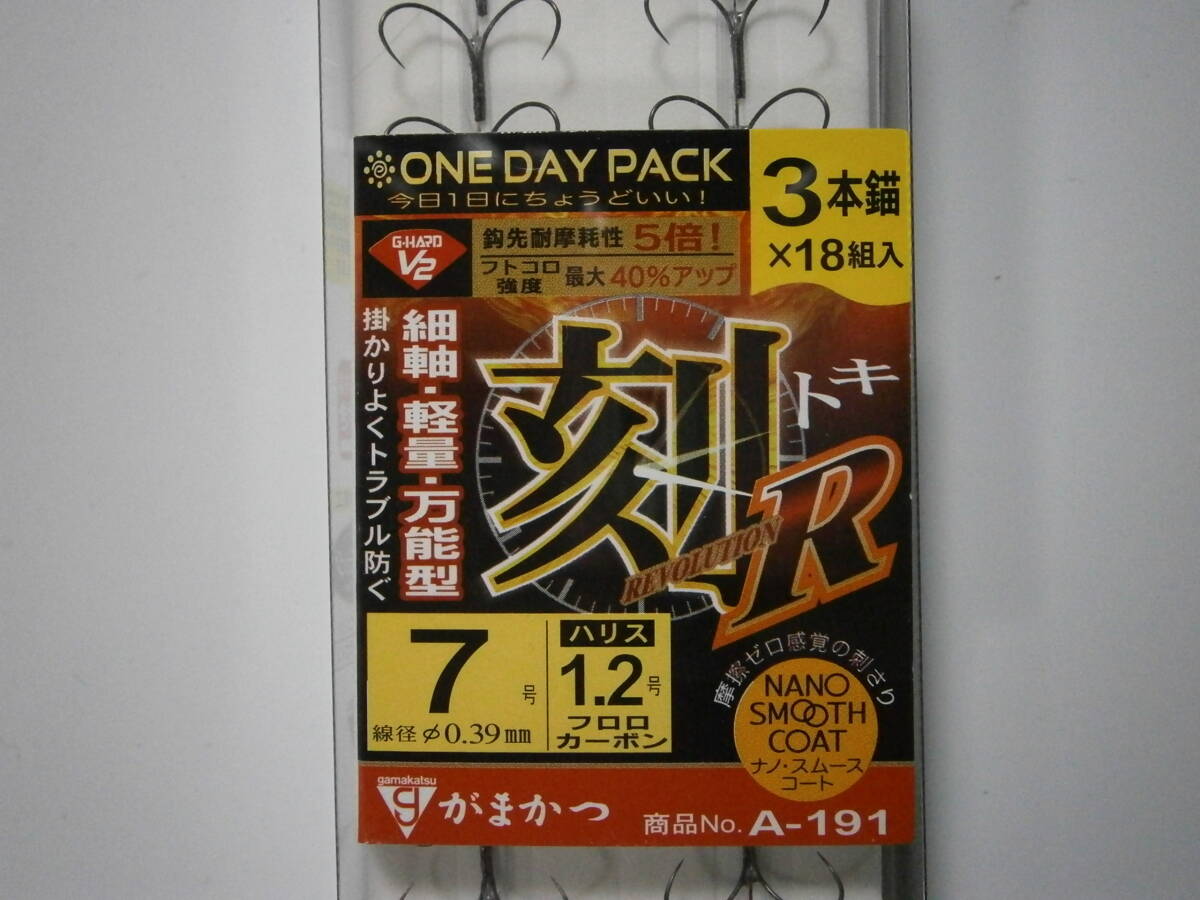 ONE DAY PACK
今日1日にちょうどいい!
3本錨
×18組入
G-HARD
V2
鈎先耐摩耗性 5倍!
フトコロ強度 最大 40%アップ
掛かりよくトラブル防ぐ
細軸・軽量・万能型
刻
トキ
R
REVOLUTION
7号
線径 φ0.39mm
ハリス
1.2号
フロロ
カーボン
摩擦ゼロ感覚の刺さり
NANO
SMOOTH
COAT
ナノ・スムース
コート
gamakatsu
がまかつ
商品No. A-191